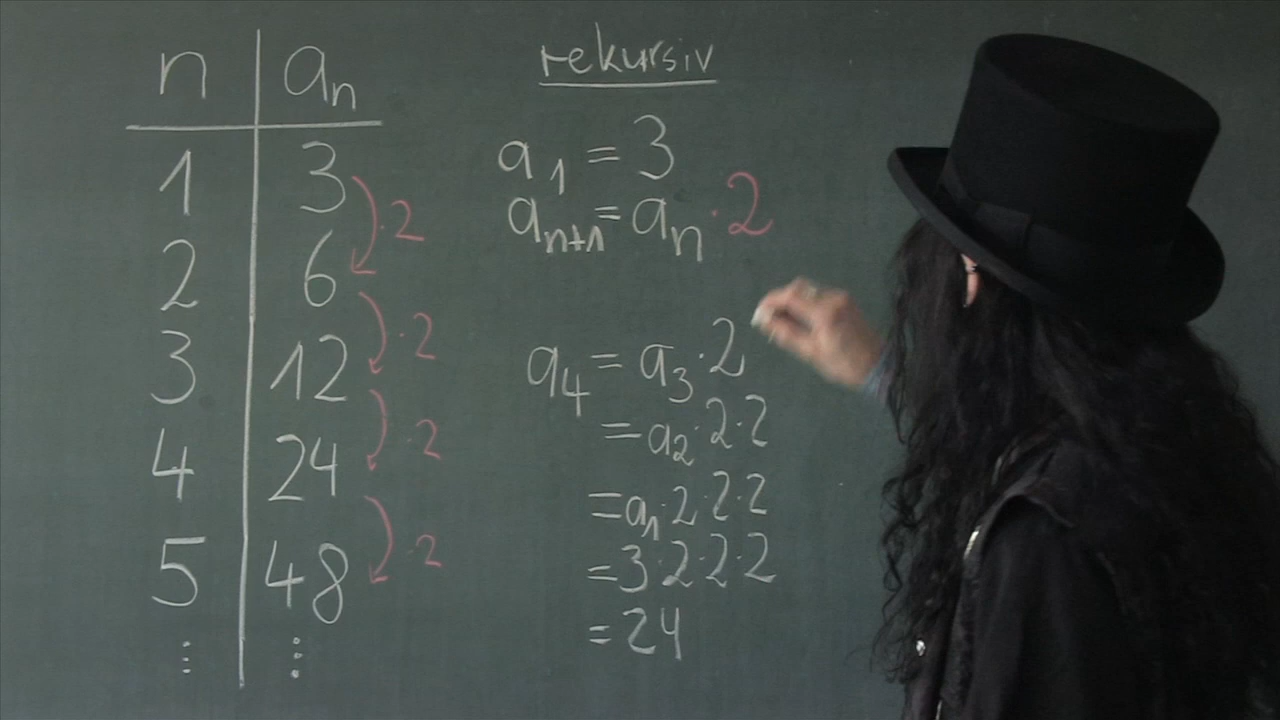 n aₙ
1 3
·2
2 6
·2
3 12
·2
4 24
·2
5 48
⋮ ⋮
rekursiv
a₁ = 3
aₙ₊₁ = aₙ · 2
a₄ = a₃ · 2
= a₂ · 2 · 2
= a₁ · 2 · 2 · 2
= 3 · 2 · 2 · 2
= 24